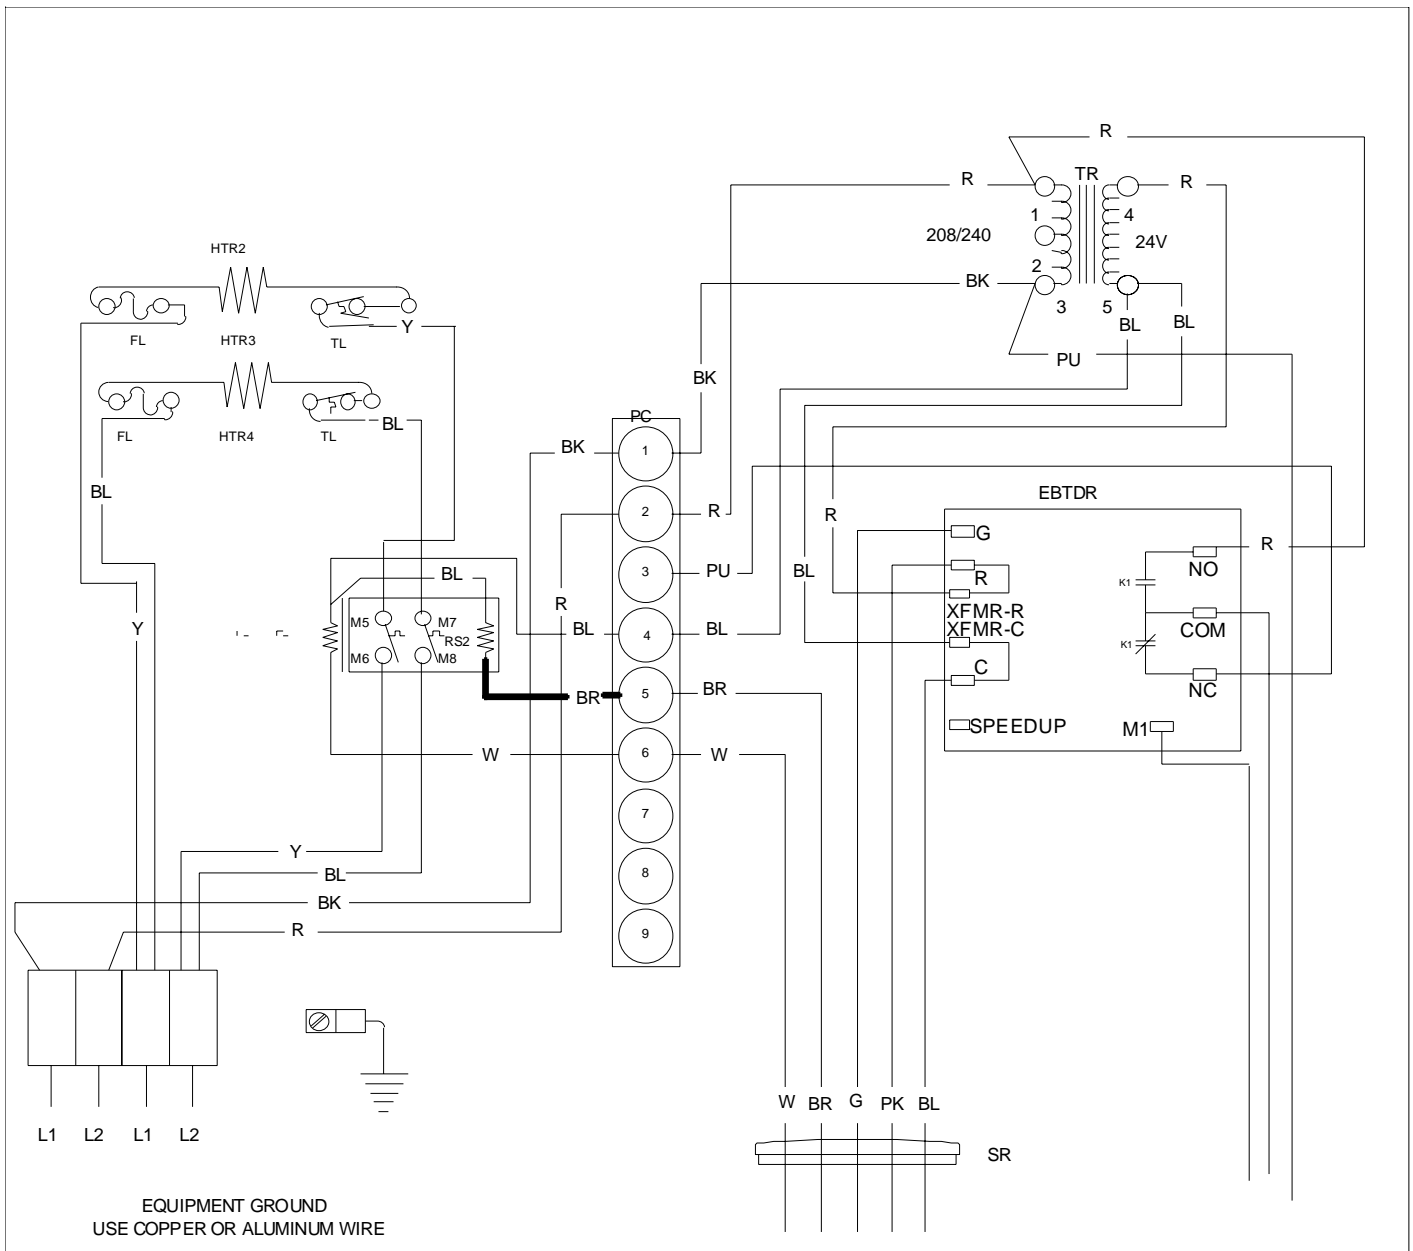 R
TR
R
R
1
4
208/240
24V
HTR2
2
BK
3
5
BL
BL
Y
FL
HTR3
TL
PU
BK
PC
BL
FL
HTR4
TL
BK
1
BL
EBTDR
2
R
R
G
R
NO
BL
PU
3
BL
R
K1
R
XFMR-R
XFMR-C
COM
Y
M5
M7
RS2
BL
4
BL
K1
M6
M8
C
NC
BR
5
BR
SPEEDUP
M1
W
6
W
7
Y
BL
8
BK
R
9
W
BR
G
PK
BL
L1
L2
L1
L2
SR
EQUIPMENT GROUND
USE COPPER OR ALUMINUM WIRE